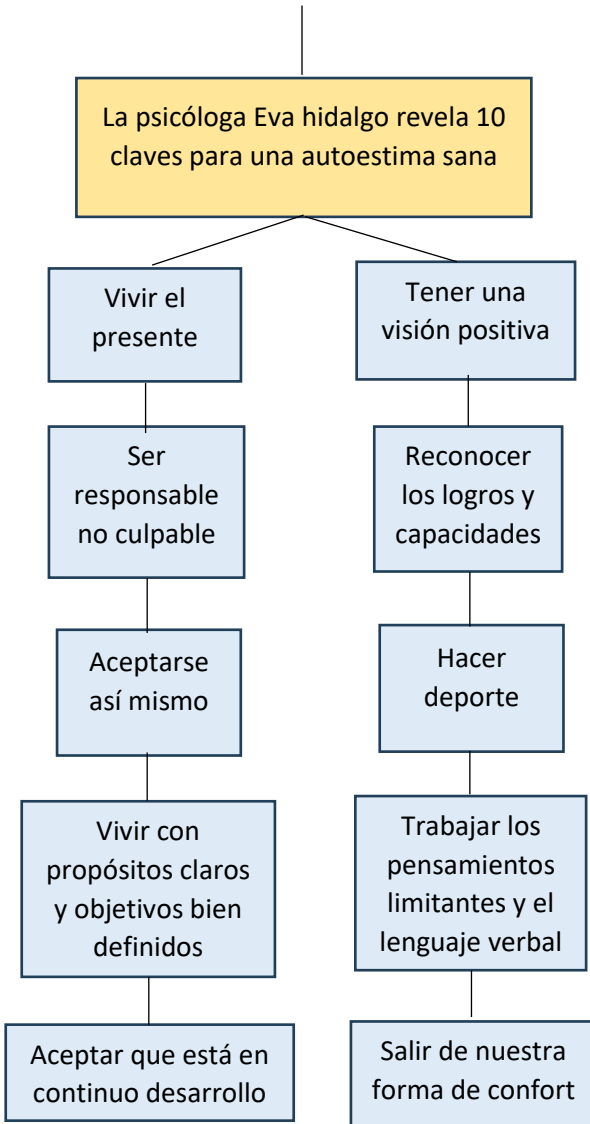 La psicóloga Eva hidalgo revela 10
claves para una autoestima sana
Vivir el
presente
Ser
responsable
no culpable
Aceptarse
así mismo
Vivir con
propósitos claros
y objetivos bien
definidos
Aceptar que está en
continuo desarrollo
Tener una
visión positiva
Reconocer
los logros y
capacidades
Hacer
deporte
Trabajar los
pensamientos
limitantes y el
lenguaje verbal
Salir de nuestra
forma de confort